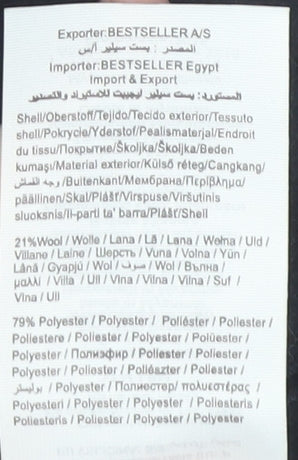 Exporter:BESTSELLER A/S
المصدر : بست سيلير أ/س
Importer:BESTSELLER Egypt
Import & Export
المستورد: بست سيلير ايجيبت للاستيراد والتصدير
Shell/Oberstoff/Tejido/Tecido exterior/Tessuto
shell/Pokrycie/Yderstof/Pealismaterjal/Endroit
du tissu/Покрытие/Školjka/Školjka/Beden
kumaşı/Material exterior/Külső réteg/Cangkang/
وجه القماش/Buitenkant/Мембрана/Περίβλημα/
päällinen/Skal/Plášť/Virspuse/Viršutinis
sluoksnis/Il-parti ta' barra/Plášť/Shell
21%Wool / Wolle / Lana / Lã / Lana / Wełna / Uld /
Villane / Laine / Шерсть / Vuna / Volna / Yün /
Lână / Gyapjú / Wol / صوف / Wol / Вълна /
μαλλί / Villa / Ull / Vlna / Vilna / Vilna / Suf /
Vlna / Ull
79% Polyester / Polyester / Poliéster / Poliester /
Poliestere / Poliester / Polyester / Polüester /
Polyester / Полиэфир / Poliester / Poliester /
Polyester / Poliester / Poliészter / Poliester /
بوليستر / Polyester / Полиестер/ πολυεστέρας /
Polyesteri / Polyester / Polyester / Poliesteris /
Poliesteris / Poliester / Polyester / Polyester